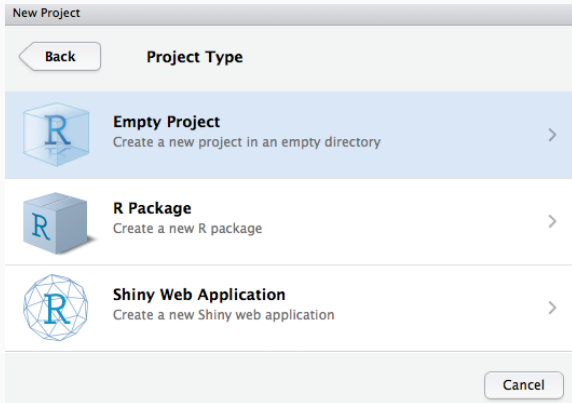 New Project
Back
Project Type
R
Empty Project
Create a new project in an empty directory
R
R Package
Create a new R package
R
Shiny Web Application
Create a new Shiny web application
Cancel